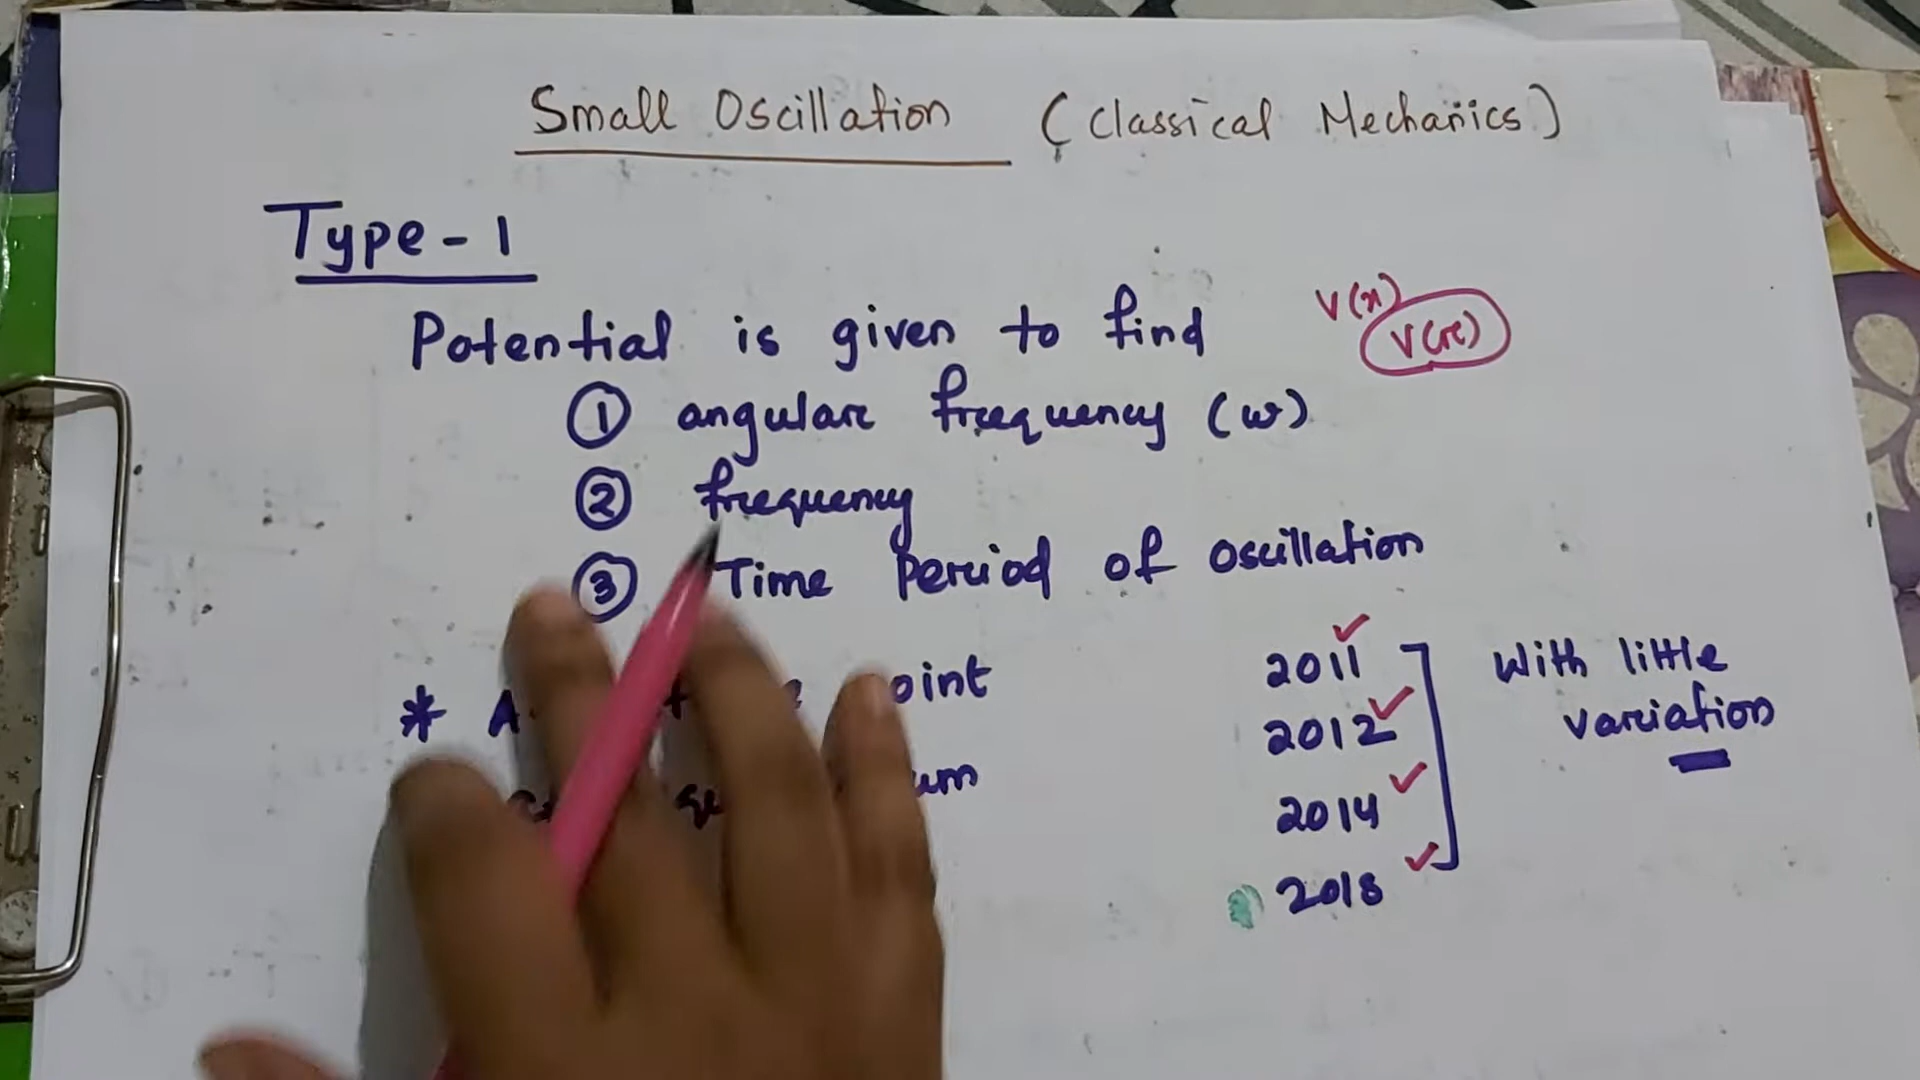 Small Oscillation (Classical Mechanics)
Type-1
Potential is given to find
V(x)
V(r)
① angular frequency (ω)
② frequency
③ Time Period of oscillation
* oint
2011 ✓
2012 ✓
2014 ✓
2018 ✓
With little
variation